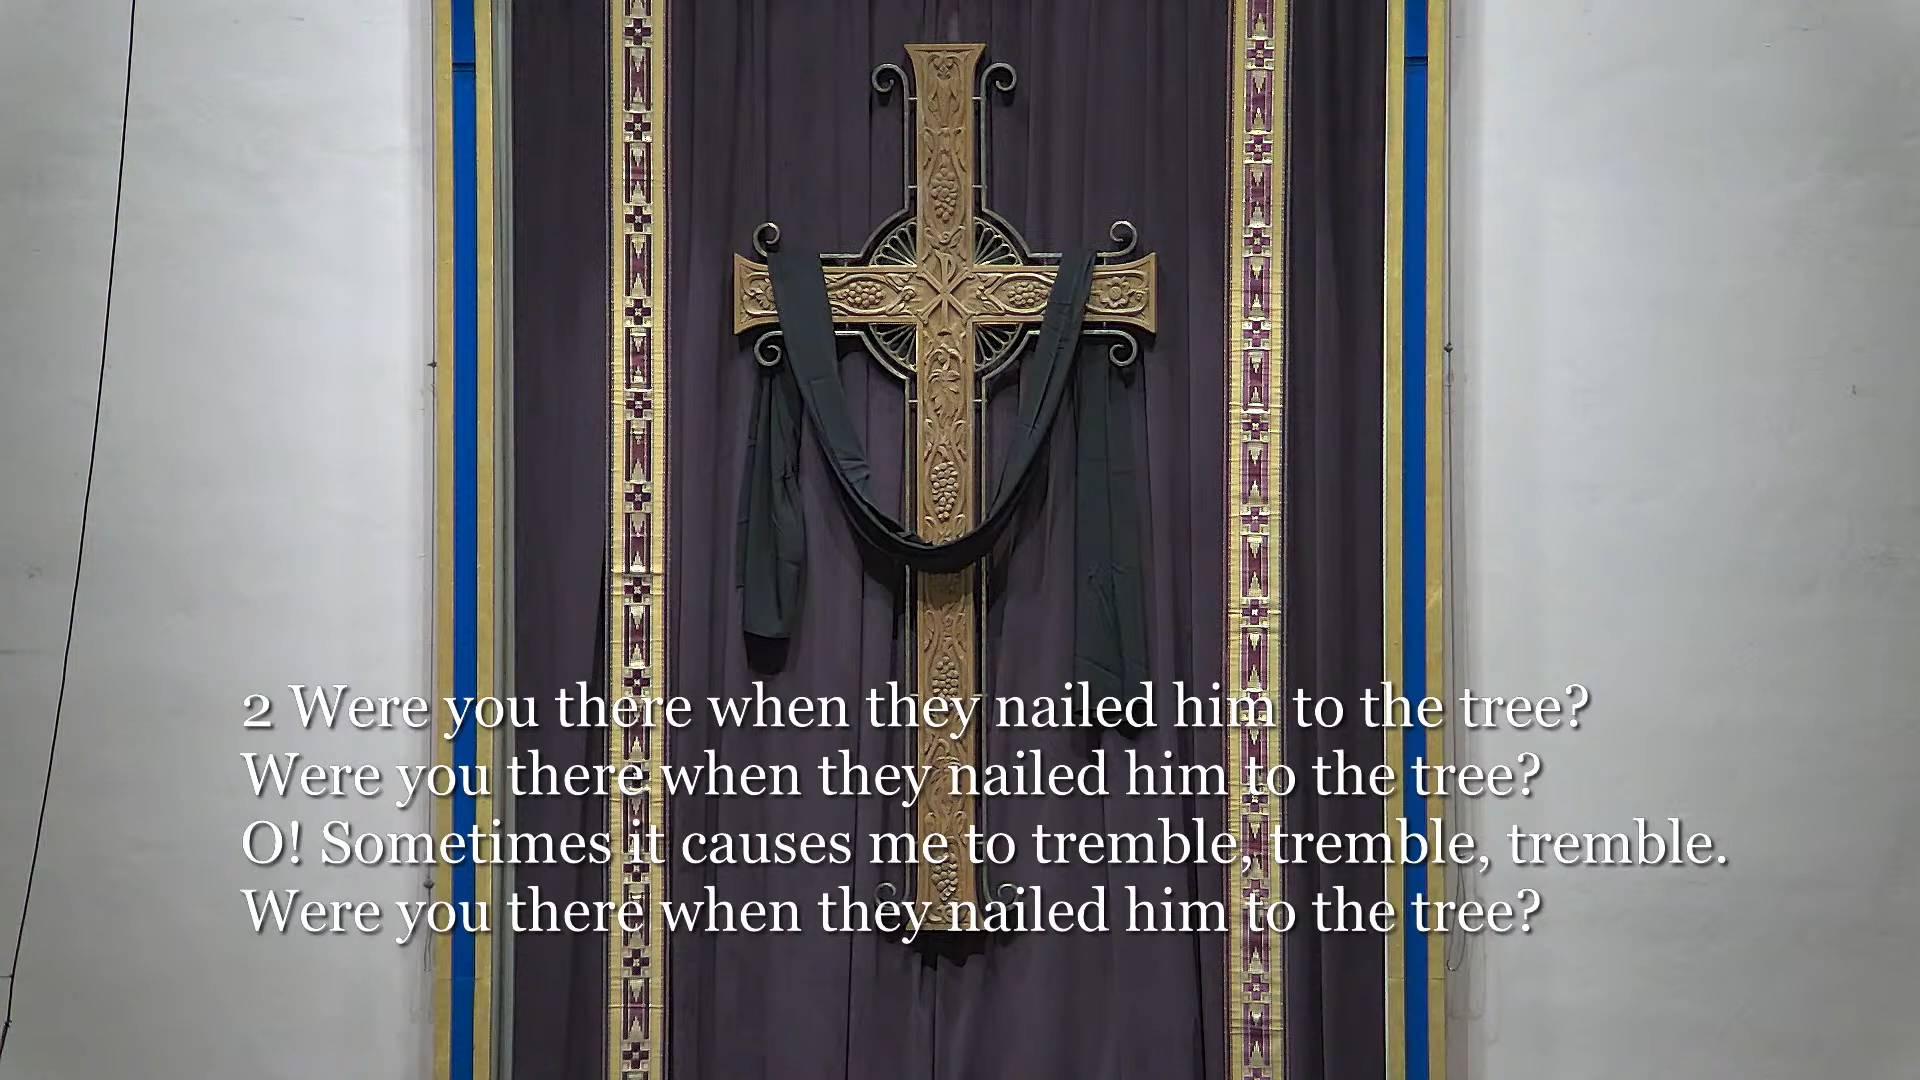 2 Were you there when they nailed him to the tree?
Were you there when they nailed him to the tree?
O! Sometimes it causes me to tremble, tremble, tremble.
Were you there when they nailed him to the tree?